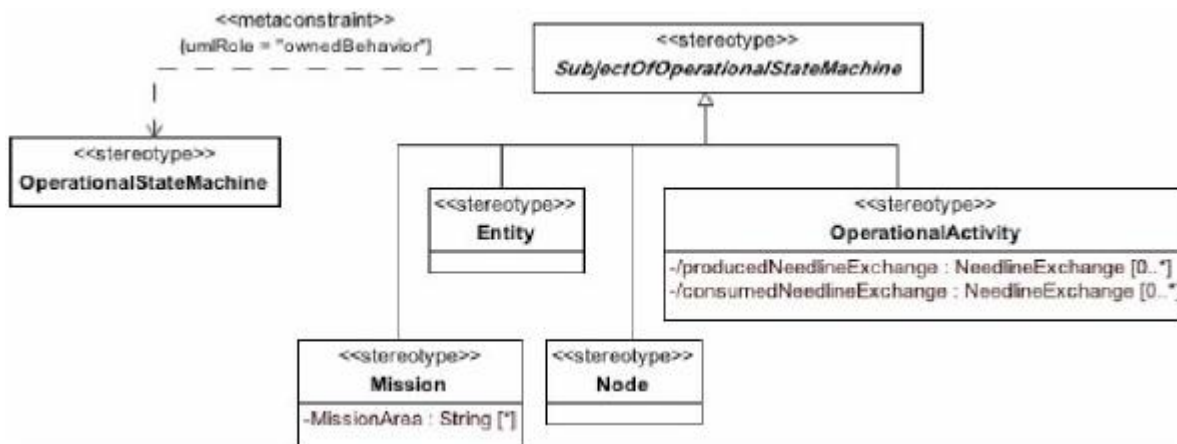 <<metaconstraint>>
{umlRole = "ownedBehavior"}
<<stereotype>>
SubjectOfOperationalStateMachine
<<stereotype>>
OperationalStateMachine
<<stereotype>>
Entity
<<stereotype>>
OperationalActivity
-/producedNeedlineExchange : NeedlineExchange [0..*]
-/consumedNeedlineExchange : NeedlineExchange [0..*]
<<stereotype>>
Mission
-MissionArea : String [*]
<<stereotype>>
Node